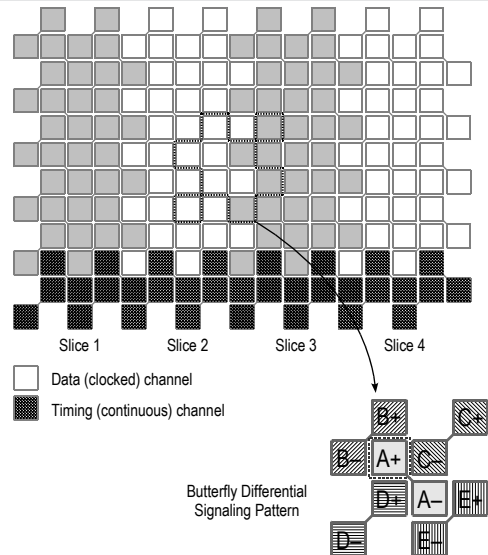 Slice 1 Slice 2 Slice 3 Slice 4
Data (clocked) channel
Timing (continuous) channel
B+ C+
B– A+ C–
Butterfly Differential
Signaling Pattern
D+ A– E+
D– E–